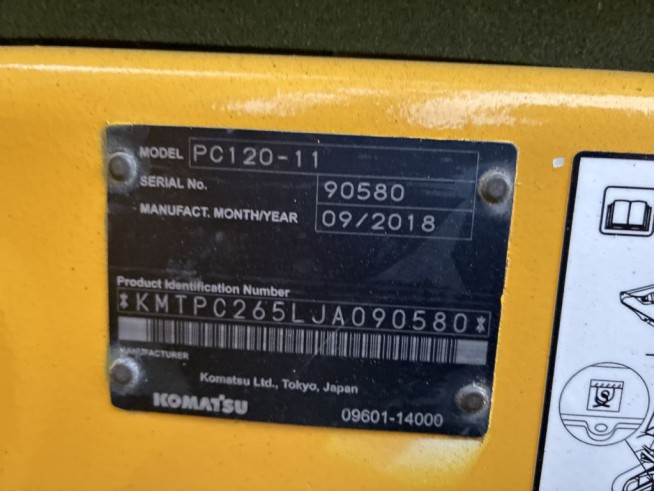 MODEL PC120-11
SERIAL No. 90580
MANUFACT. MONTH/YEAR 09/2018
Product Identification Number
*KMTPC265LJA090580*
MANUFACTURER
Komatsu Ltd., Tokyo, Japan
KOMATSU 09601-14000